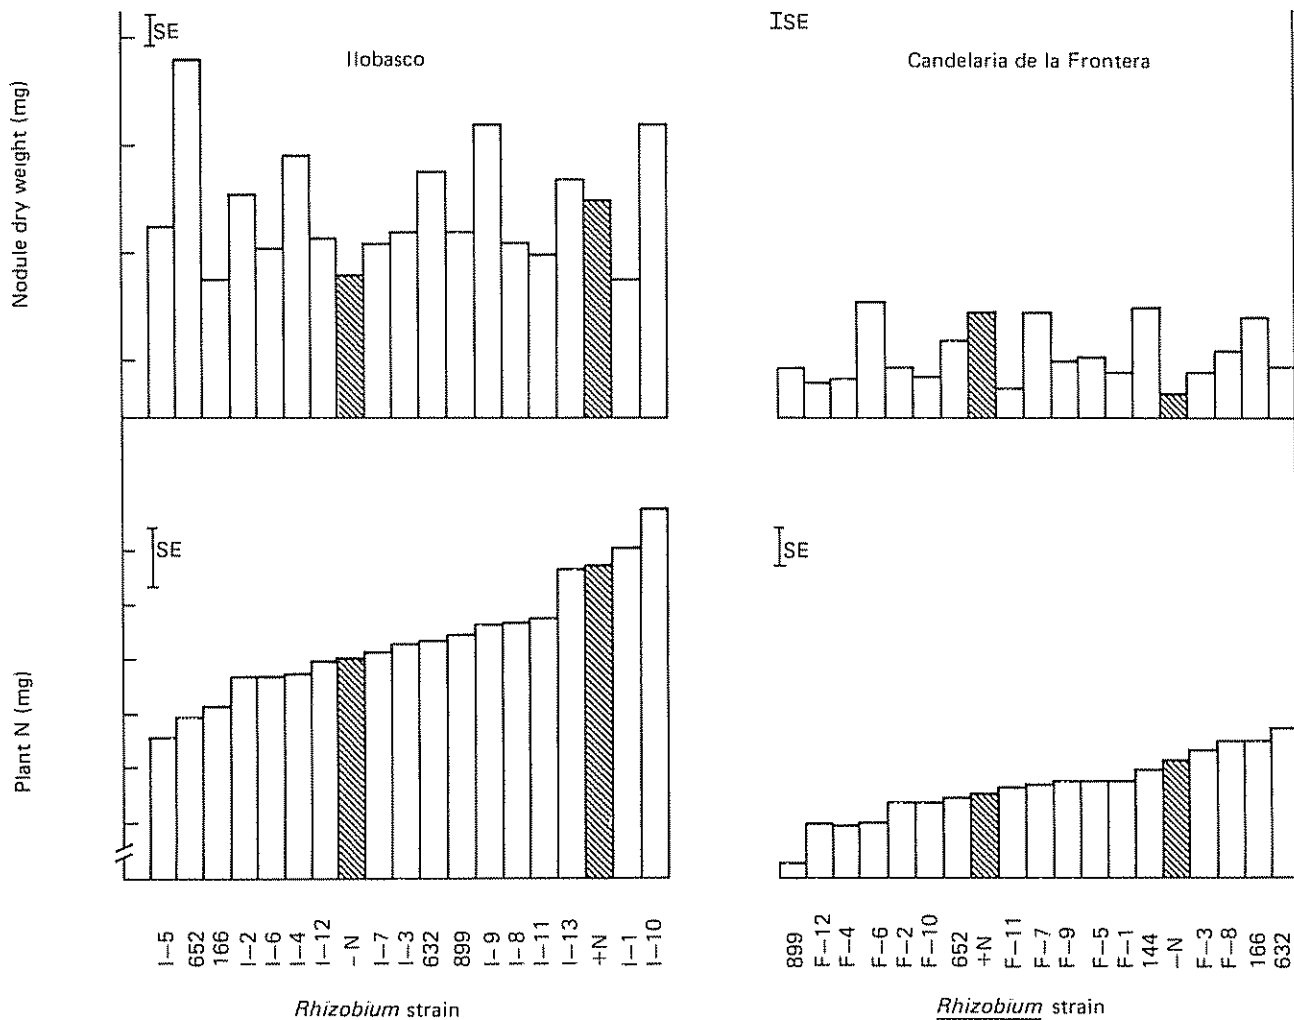 SE
Ilobasco
Nodule dry weight (mg)
SE
Candelaria de la Frontera
SE
Plant N (mg)
SE
I–5
652
166
I–2
I–6
I–4
I–12
–N
I–7
I–3
632
899
I–9
I–8
I–11
I–13
+N
I–1
I–10
Rhizobium strain
899
F–12
F–4
F–6
F–2
F–10
652
+N
F–11
F–7
F–9
F–5
F–1
144
–N
F–3
F–8
166
632
Rhizobium strain